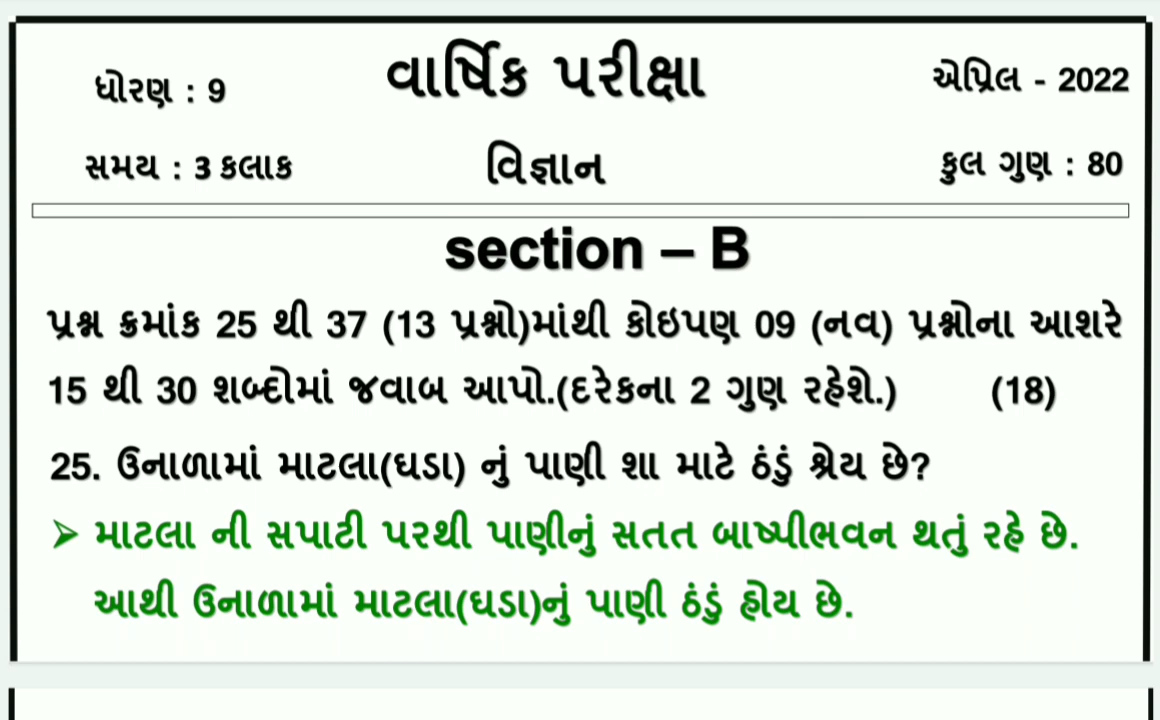 ધોરણ : 9
વાર્ષિક પરીક્ષા
એપ્રિલ - 2022
સમય : 3 કલાક
વિજ્ઞાન
કુલ ગુણ : 80
section – B
પ્રશ્ન ક્રમાંક 25 થી 37 (13 પ્રશ્નો)માંથી કોઇપણ 09 (નવ) પ્રશ્નોના આશરે
15 થી 30 શબ્દોમાં જવાબ આપો.(દરેકના 2 ગુણ રહેશે.) (18)
25. ઉનાળામાં માટલા(ઘડા) નું પાણી શા માટે ઠંડું શ્રેય છે?
➢ માટલા ની સપાટી પરથી પાણીનું સતત બાષ્પીભવન થતું રહે છે.
આથી ઉનાળામાં માટલા(ઘડા)નું પાણી ઠંડું હોય છે.